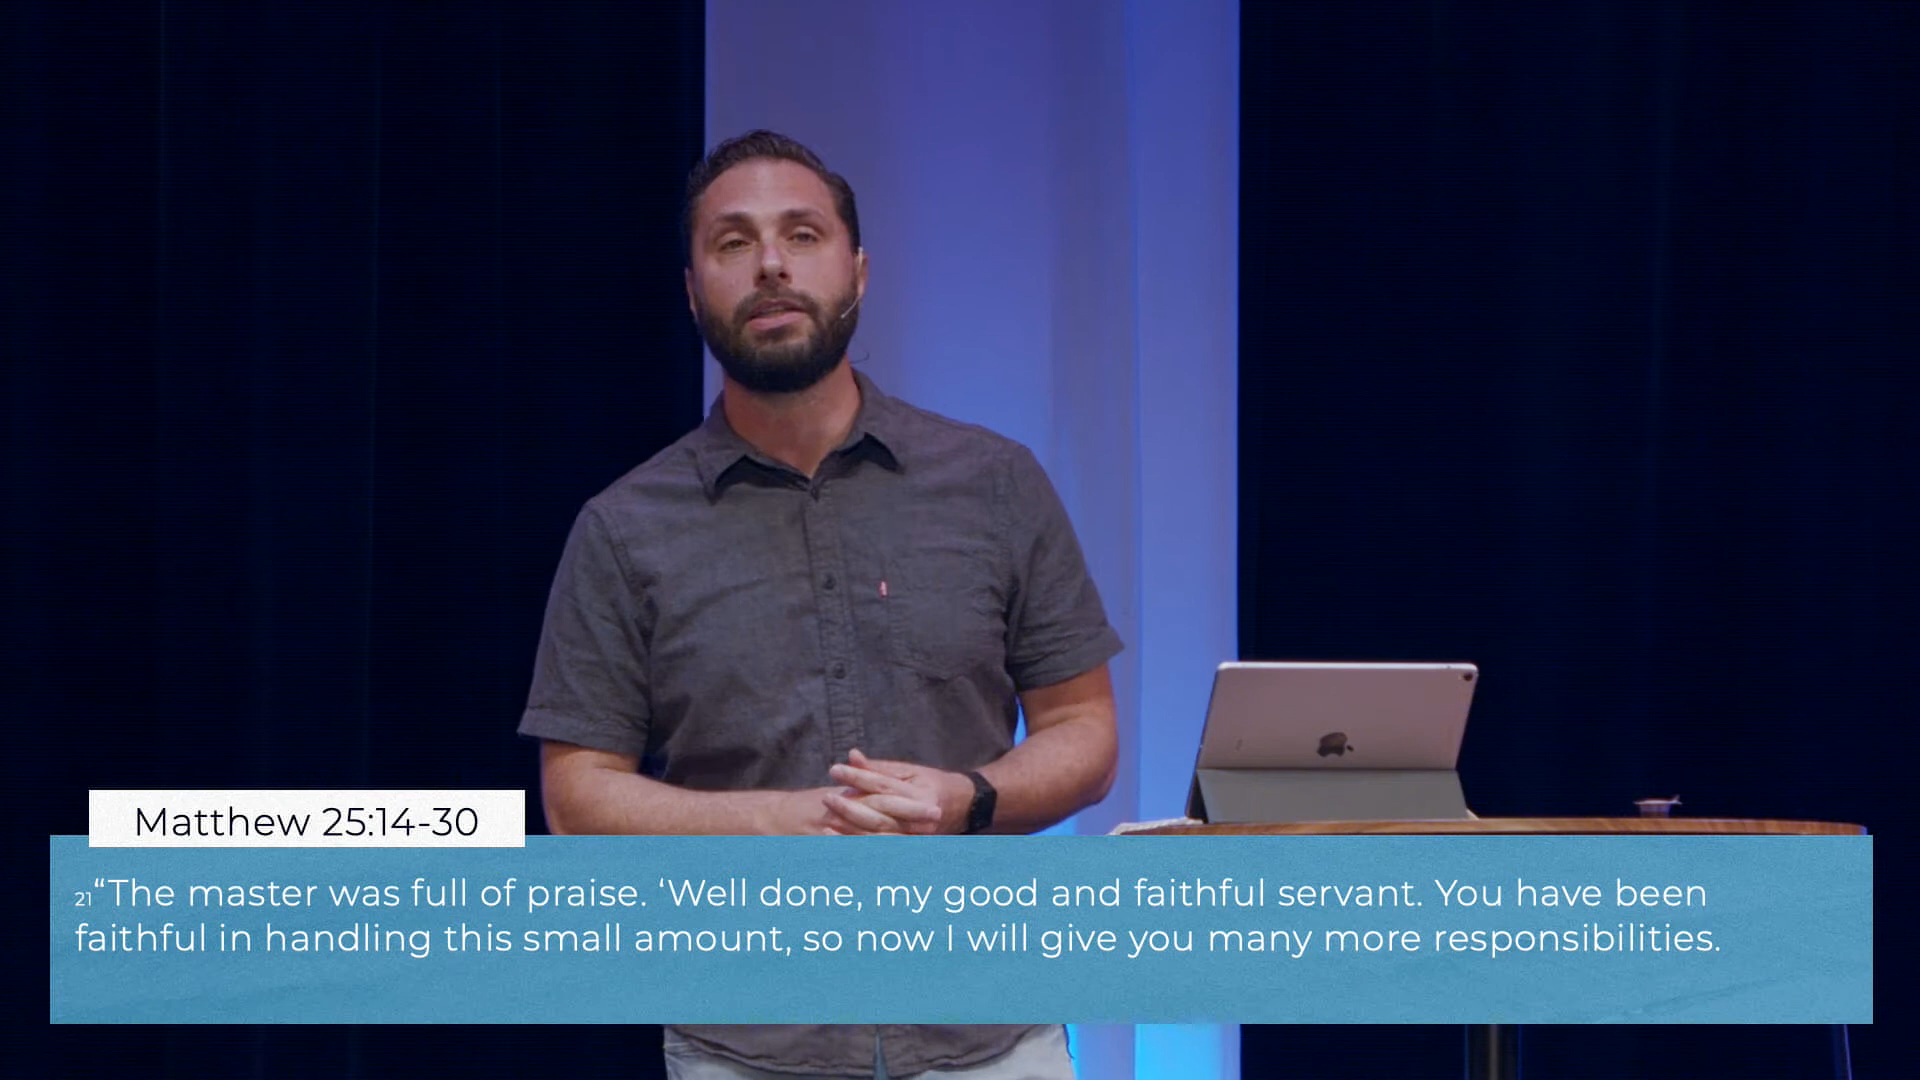 Matthew 25:14-30
21“The master was full of praise. ‘Well done, my good and faithful servant. You have been
faithful in handling this small amount, so now I will give you many more responsibilities.